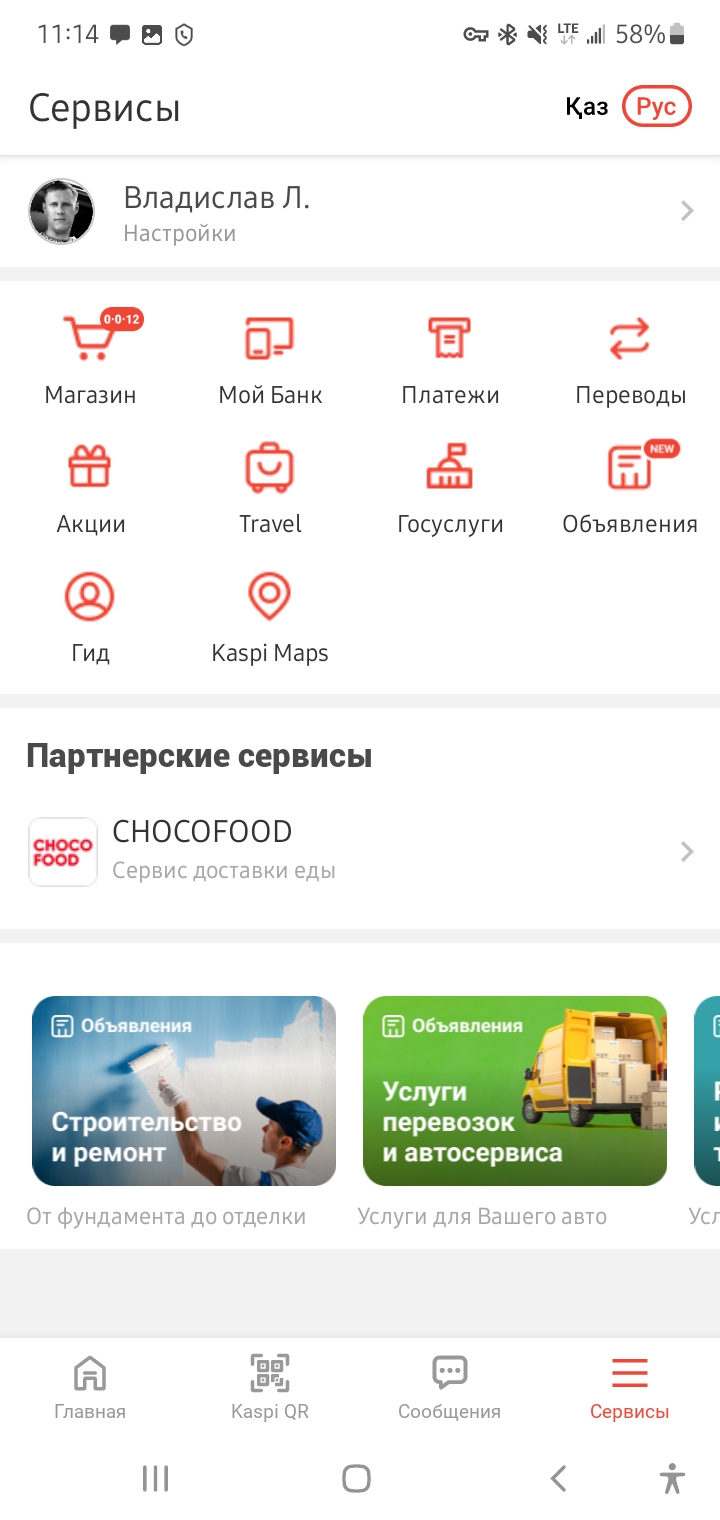 11:14 LTE 58%
Сервисы Қаз Рус
Владислав Л.
Настройки
0·0·12
Магазин Мой Банк Платежи Переводы
NEW
Акции Travel Госуслуги Объявления
Гид Kaspi Maps
Партнерские сервисы
CHOCO
FOOD
CHOCOFOOD
Сервис доставки еды
Объявления
Строительство
и ремонт
От фундамента до отделки
Объявления
Услуги
перевозок
и автосервиса
Услуги для Вашего авто
Усл
Главная Kaspi QR Сообщения Сервисы